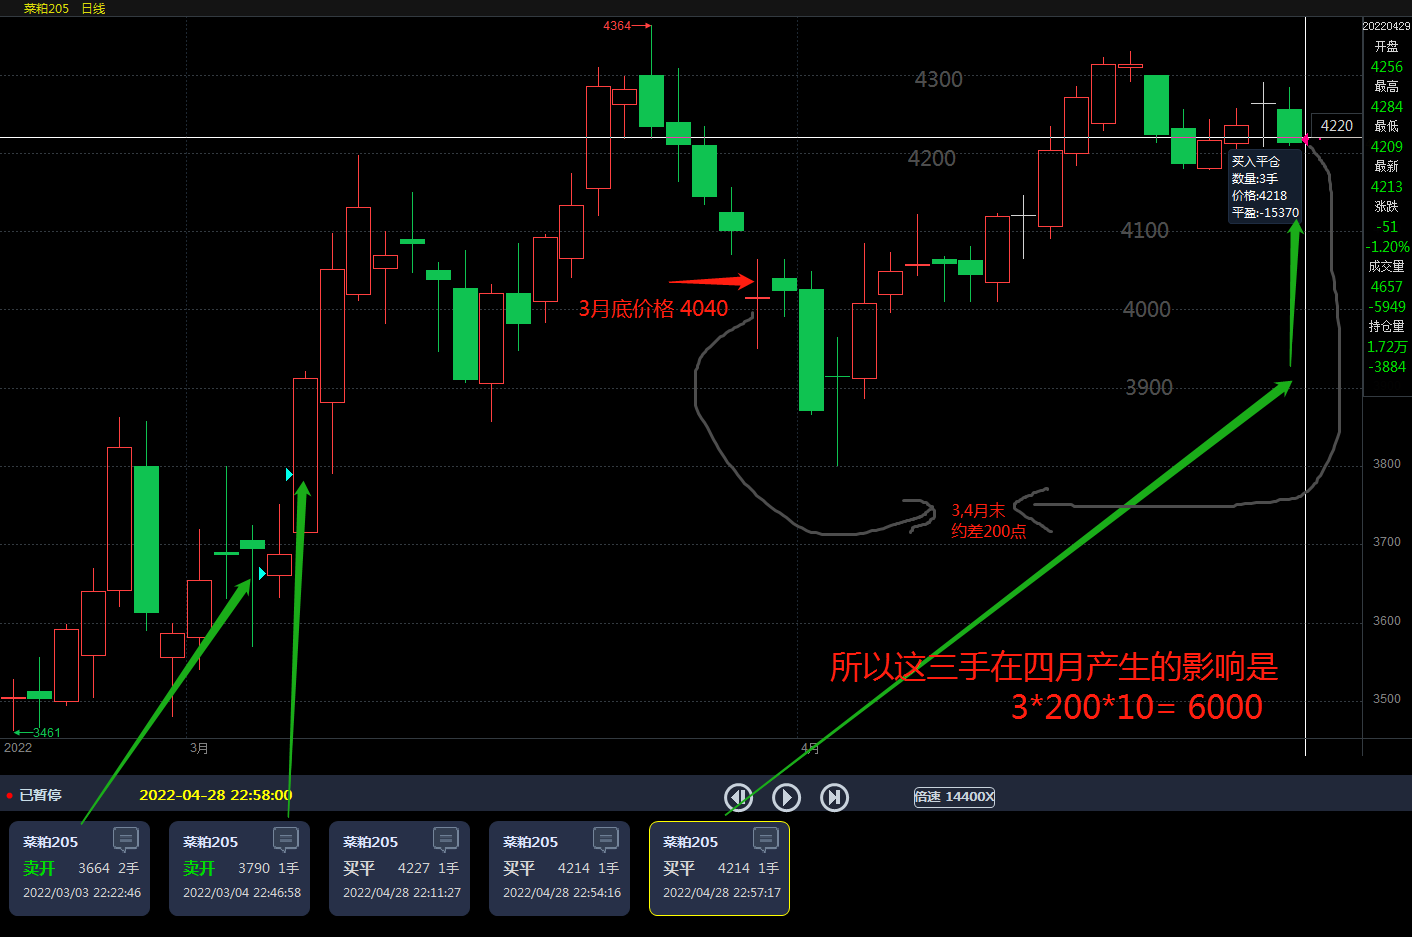 菜粕205 日线
4364
20220429
开盘
4256
最高
4284
最低
4209
最新
4213
涨跌
-51
-1.20%
成交量
4657
-5949
持仓量
1.72万
-3884
4300
4220
4200
买入平仓
数量:3手
价格:4218
平盈:-15370
4100
3月底价格 4040
4000
3900
3800
3,4月末
约差200点
3700
3600
所以这三手在四月产生的影响是
3*200*10= 6000
3500
3461
2022 3月 4月
已暂停 2022-04-28 22:58:00 倍速 14400X
菜粕205
卖开 3664 2手
2022/03/03 22:22:46
菜粕205
卖开 3790 1手
2022/03/04 22:46:58
菜粕205
买平 4227 1手
2022/04/28 22:11:27
菜粕205
买平 4214 1手
2022/04/28 22:54:16
菜粕205
买平 4214 1手
2022/04/28 22:57:17